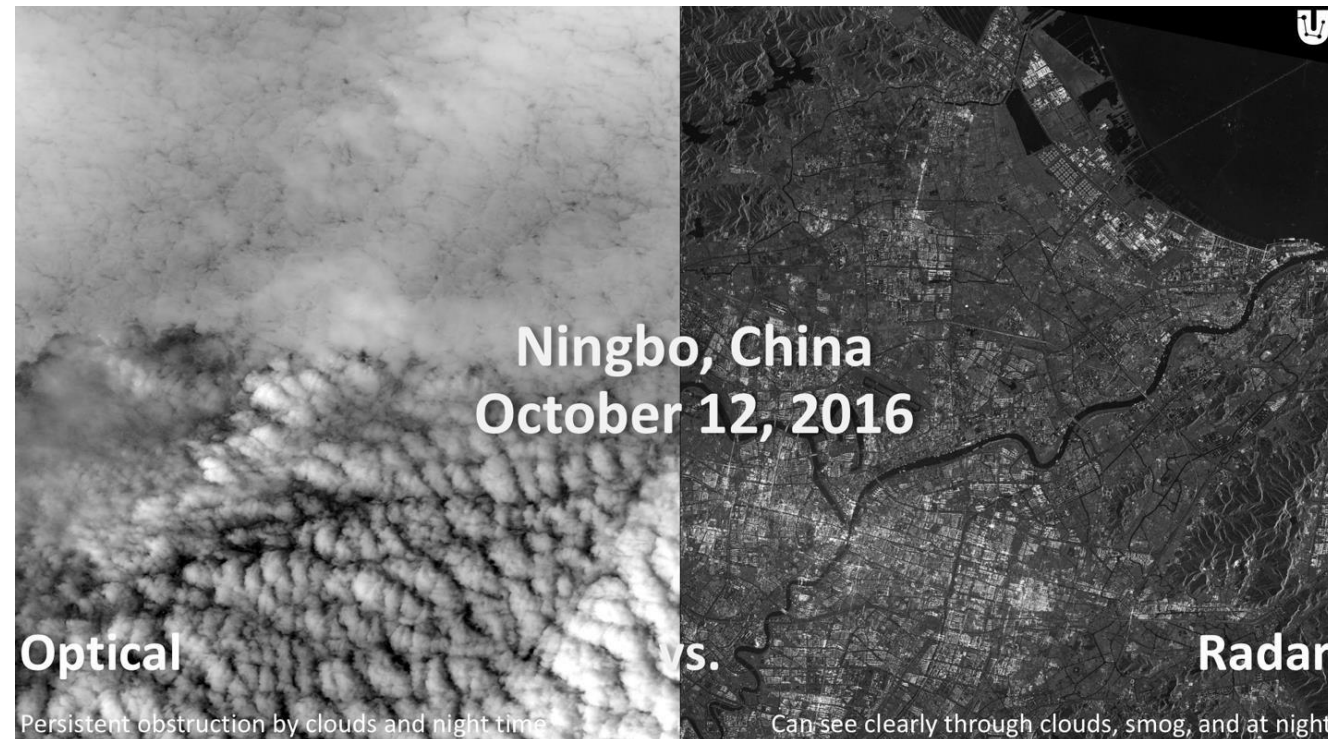 Ningbo, China
October 12, 2016
Optical
vs.
Radar
Persistent obstruction by clouds and night time
Can see clearly through clouds, smog, and at night